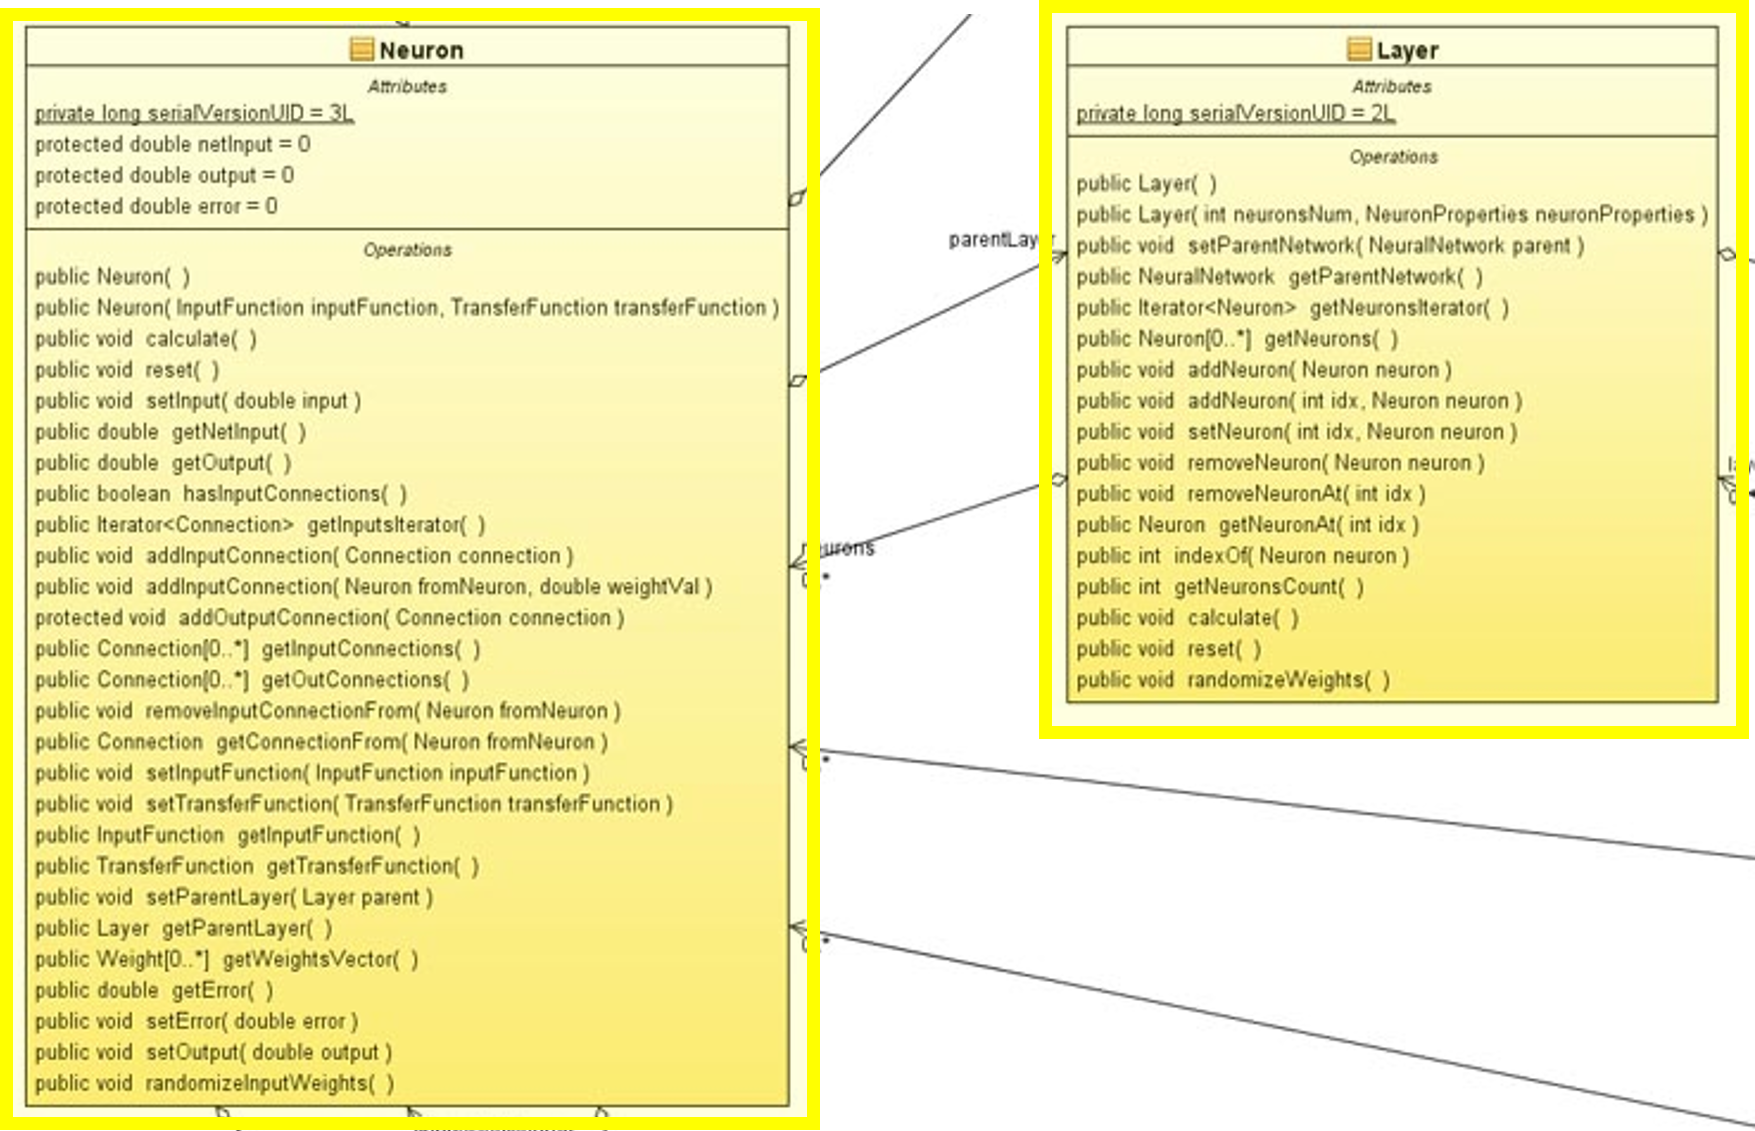 Neuron
Attributes
private long serialVersionUID = 3L
protected double netInput = 0
protected double output = 0
protected double error = 0
Operations
public Neuron( )
public Neuron( InputFunction inputFunction, TransferFunction transferFunction )
public void calculate( )
public void reset( )
public void setInput( double input )
public double getNetInput( )
public double getOutput( )
public boolean hasInputConnections( )
public Iterator<Connection> getInputsIterator( )
public void addInputConnection( Connection connection )
public void addInputConnection( Neuron fromNeuron, double weightVal )
protected void addOutputConnection( Connection connection )
public Connection[0..*] getInputConnections( )
public Connection[0..*] getOutConnections( )
public void removeInputConnectionFrom( Neuron fromNeuron )
public Connection getConnectionFrom( Neuron fromNeuron )
public void setInputFunction( InputFunction inputFunction )
public void setTransferFunction( TransferFunction transferFunction )
public InputFunction getInputFunction( )
public TransferFunction getTransferFunction( )
public void setParentLayer( Layer parent )
public Layer getParentLayer( )
public Weight[0..*] getWeightsVector( )
public double getError( )
public void setError( double error )
public void setOutput( double output )
public void randomizeInputWeights( )
parentLayer
neurons
0..*
0..*
0..*
Layer
Attributes
private long serialVersionUID = 2L
Operations
public Layer( )
public Layer( int neuronsNum, NeuronProperties neuronProperties )
public void setParentNetwork( NeuralNetwork parent )
public NeuralNetwork getParentNetwork( )
public Iterator<Neuron> getNeuronsIterator( )
public Neuron[0..*] getNeurons( )
public void addNeuron( Neuron neuron )
public void addNeuron( int idx, Neuron neuron )
public void setNeuron( int idx, Neuron neuron )
public void removeNeuron( Neuron neuron )
public void removeNeuronAt( int idx )
public Neuron getNeuronAt( int idx )
public int indexOf( Neuron neuron )
public int getNeuronsCount( )
public void calculate( )
public void reset( )
public void randomizeWeights( )